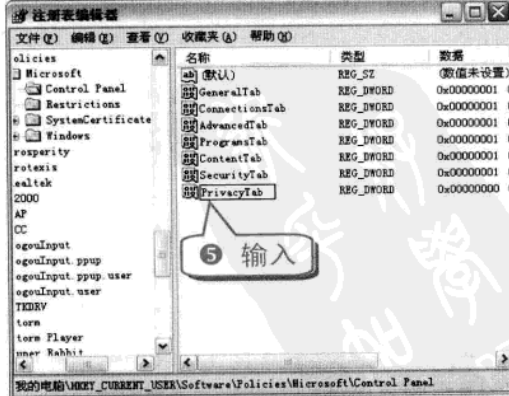 注册表编辑器
文件(F) 编辑(E) 查看(V) 收藏夹(A) 帮助(H)
olicies
Microsoft
Control Panel
Restrictions
SystemCertificate
Windows
rosperity
rotexis
ealtek
2000
AP
CC
ogouInput
ogouInput.ppup
ogouInput.ppup.user
ogouInput.user
TKDRV
torm
torm Player
uper Rabbit
名称 类型 数据
(默认) REG_SZ (数值未设置)
GeneralTab REG_DWORD 0x00000001
ConnectionsTab REG_DWORD 0x00000001
AdvancedTab REG_DWORD 0x00000001
ProgramsTab REG_DWORD 0x00000001
ContentTab REG_DWORD 0x00000001
SecurityTab REG_DWORD 0x00000001
PrivacyTab REG_DWORD 0x00000000
5 输入
我的电脑\HKEY_CURRENT_USER\Software\Policies\Microsoft\Control Panel